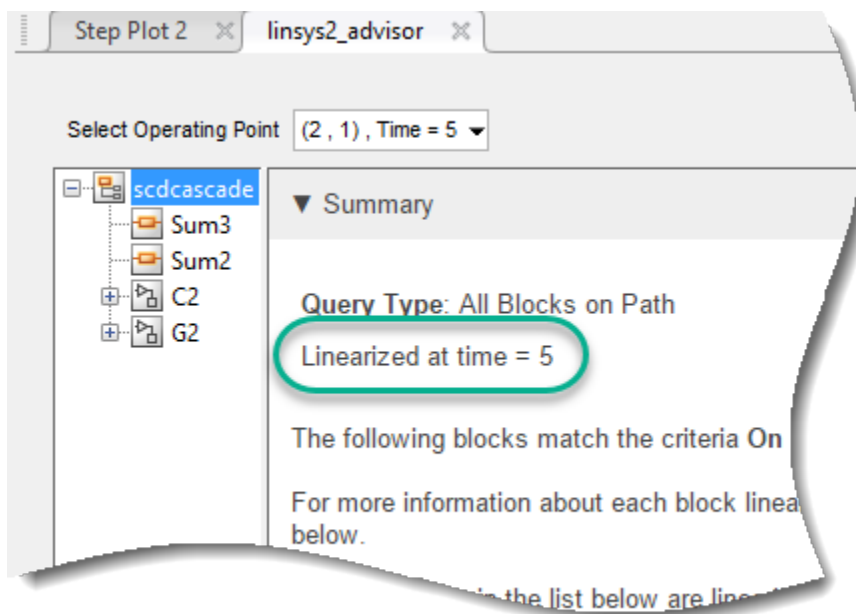 Step Plot 2
linsys2_advisor
Select Operating Point (2 , 1) , Time = 5
scdcascade
Sum3
Sum2
C2
G2
▼ Summary
Query Type: All Blocks on Path
Linearized at time = 5
The following blocks match the criteria On
For more information about each block linea
below.
in the list below are